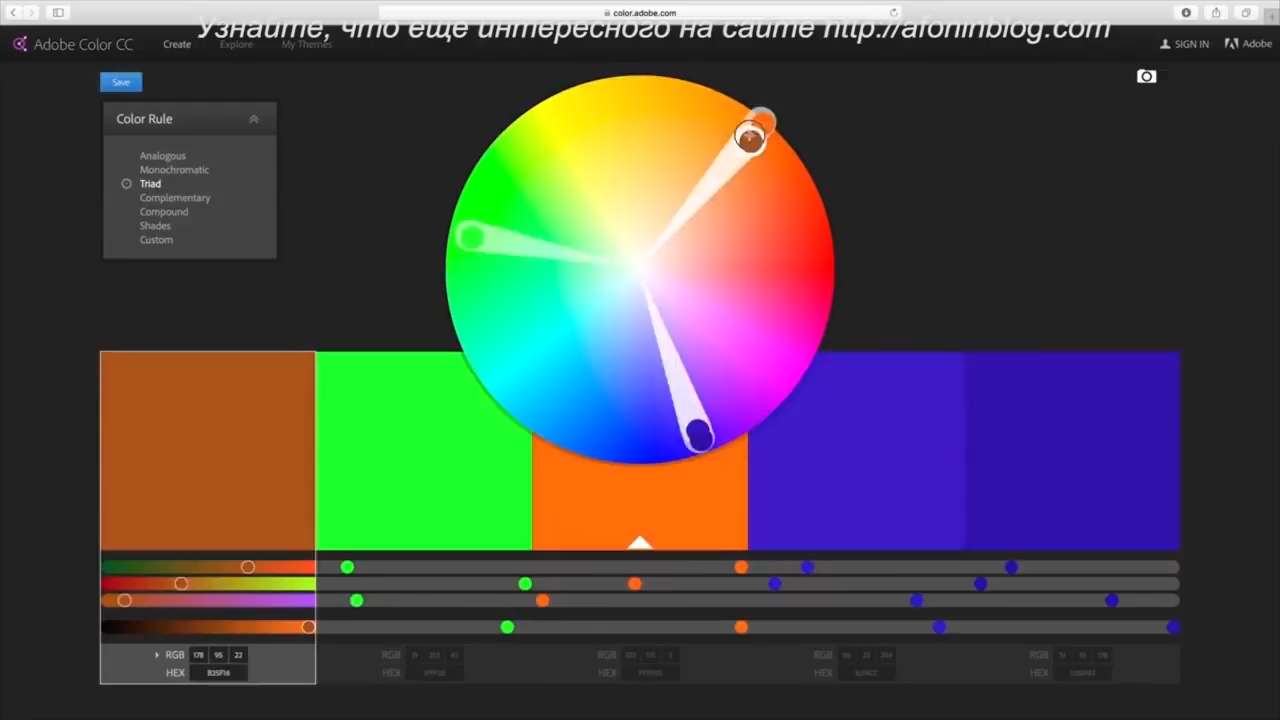 color.adobe.com
Узнайте, что еще интересного на сайте http://afoninblog.com
Adobe Color CC
Create
Explore
My Themes
SIGN IN
Adobe
Save
Color Rule
Analogous
Monochromatic
Triad
Complementary
Compound
Shades
Custom
RGB 178 95 22
HEX B25F16
RGB
HEX
RGB
HEX
RGB
HEX
RGB
HEX